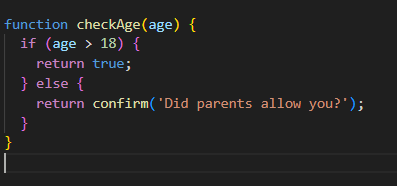 function checkAge(age) {
  if (age > 18) {
    return true;
  } else {
    return confirm('Did parents allow you?');
  }
}